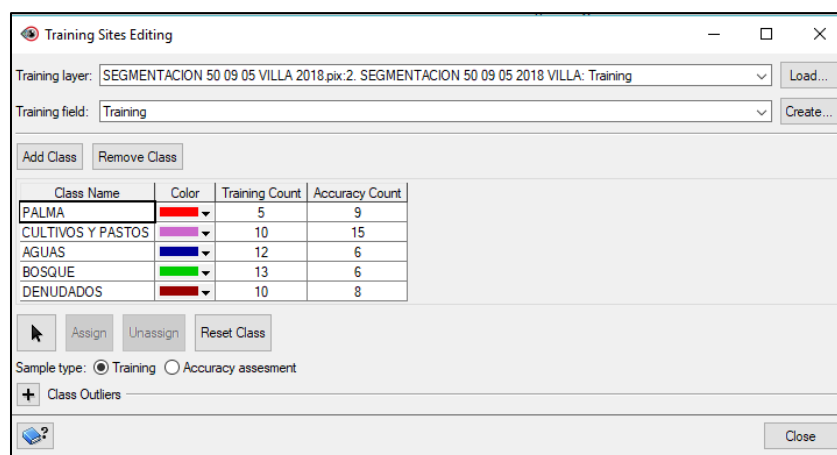 Training Sites Editing
Training layer: SEGMENTACION 50 09 05 VILLA 2018.pix:2. SEGMENTACION 50 09 05 2018 VILLA: Training Load...
Training field: Training Create...
Add Class Remove Class
Class Name Color Training Count Accuracy Count
PALMA 5 9
CULTIVOS Y PASTOS 10 15
AGUAS 12 6
BOSQUE 13 6
DENUDADOS 10 8
Assign Unassign Reset Class
Sample type: Training Accuracy assesment
+ Class Outliers
? Close